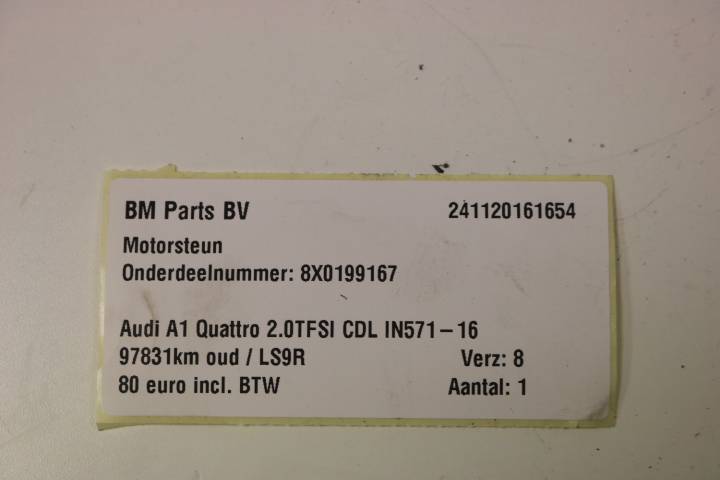 BM Parts BV 241120161654
Motorsteun
Onderdeelnummer: 8X0199167
Audi A1 Quattro 2.0TFSI CDL IN571-16
97831km oud / LS9R Verz: 8
80 euro incl. BTW Aantal: 1